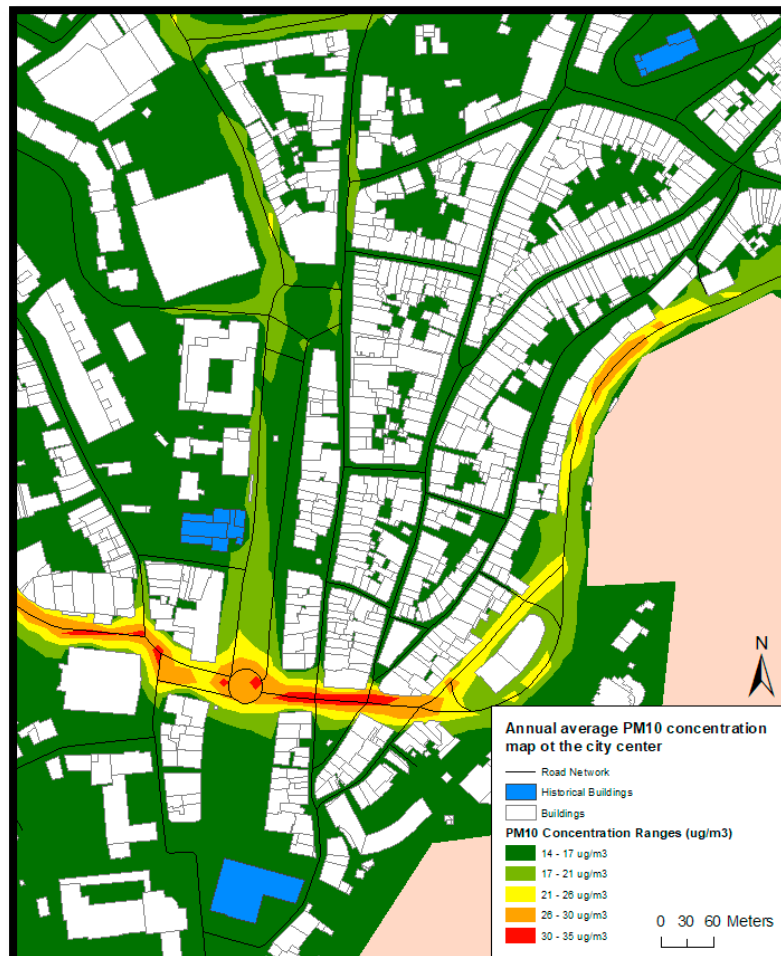 N
Annual average PM10 concentration
map ot the city center
Road Network
Historical Buildings
Buildings
PM10 Concentration Ranges (ug/m3)
14 - 17 ug/m3
17 - 21 ug/m3
21 - 26 ug/m3
26 - 30 ug/m3
30 - 35 ug/m3
0 30 60 Meters